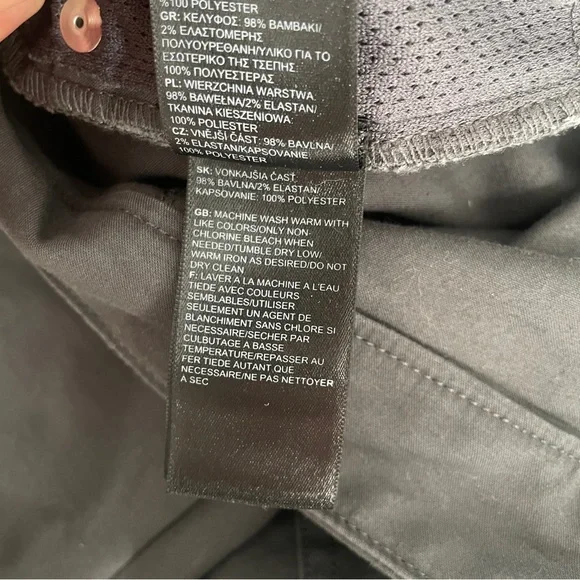 %100 POLYESTER
GR: ΚΕΛΥΦΟΣ: 98% ΒΑΜΒΑΚΙ/
2% ΕΛΑΣΤΟΜΕΡΗΣ
ΠΟΛΥΟΥΡΕΘΑΝΗ/ΥΛΙΚΟ ΓΙΑ ΤΟ
ΕΣΩΤΕΡΙΚΟ ΤΗΣ ΤΣΕΠΗΣ:
100% ΠΟΛΥΕΣΤΕΡΑΣ
PL: WIERZCHNIA WARSTWA:
98% BAWEŁNA/2% ELASTAN/
TKANINA KIESZENIOWA:
100% POLIESTER
CZ: VNĚJŠÍ ČÁST: 98% BAVLNA/
2% ELASTAN/KAPSOVANIE:
100% POLYESTER
SK: VONKAJŠIA ČASŤ:
98% BAVLNA/2% ELASTAN/
KAPSOVANIE: 100% POLYESTER
GB: MACHINE WASH WARM WITH
LIKE COLORS/ONLY NON-
CHLORINE BLEACH WHEN
NEEDED/TUMBLE DRY LOW/
WARM IRON AS DESIRED/DO NOT
DRY CLEAN
F: LAVER A LA MACHINE A L'EAU
TIEDE AVEC COULEURS
SEMBLABLES/UTILISER
SEULEMENT UN AGENT DE
BLANCHIMENT SANS CHLORE SI
NECESSAIRE/SECHER PAR
CULBUTAGE A BASSE
TEMPERATURE/REPASSER AU
FER TIEDE AUTANT QUE
NECESSAIRE/NE PAS NETTOYER
A SEC